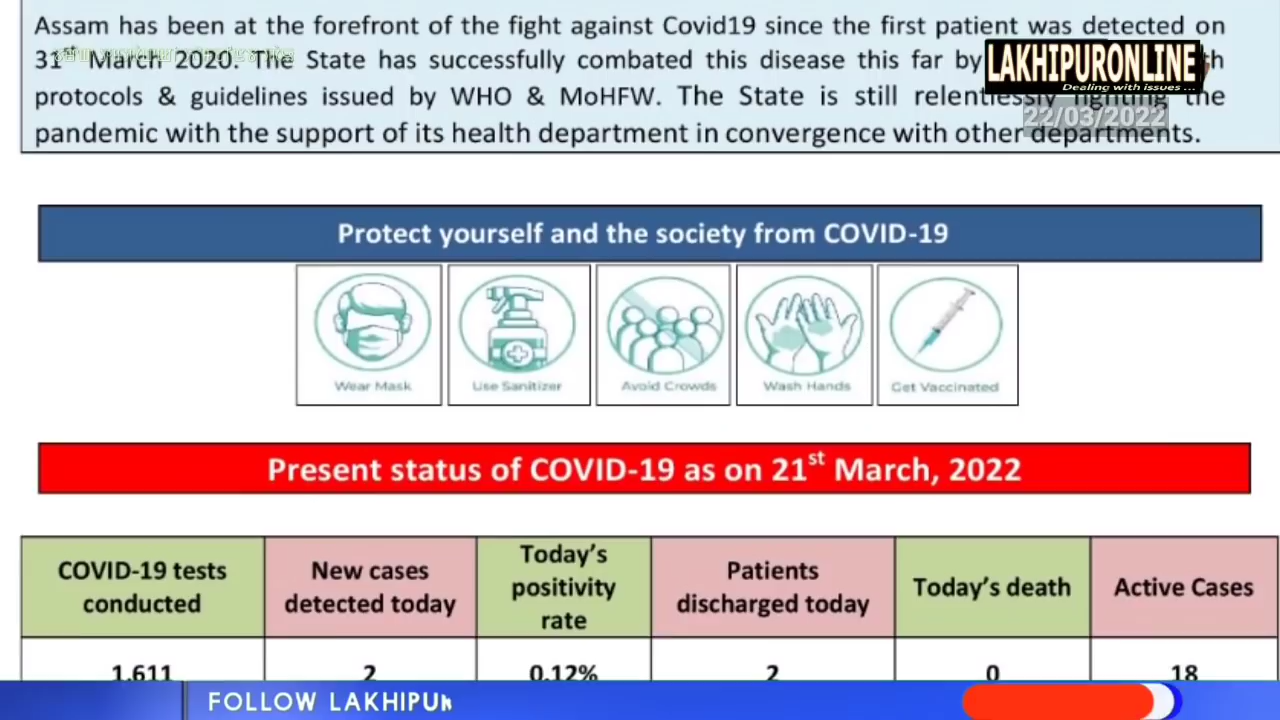 Assam has been at the forefront of the fight against Covid19 since the first patient was detected on
31st March 2020. The State has successfully combated this disease this far by
protocols & guidelines issued by WHO & MoHFW. The State is still relentlessly fighting the
pandemic with the support of its health department in convergence with other departments.
LAKHIPURONLINE
Dealing with issues ...
22/03/2022
Protect yourself and the society from COVID-19
Wear Mask Use Sanitizer Avoid Crowds Wash Hands Get Vaccinated
Present status of COVID-19 as on 21st March, 2022
COVID-19 tests conducted New cases detected today Today's positivity rate Patients discharged today Today's death Active Cases
1,611 2 0.12% 2 0 18
FOLLOW LAKHIPUR